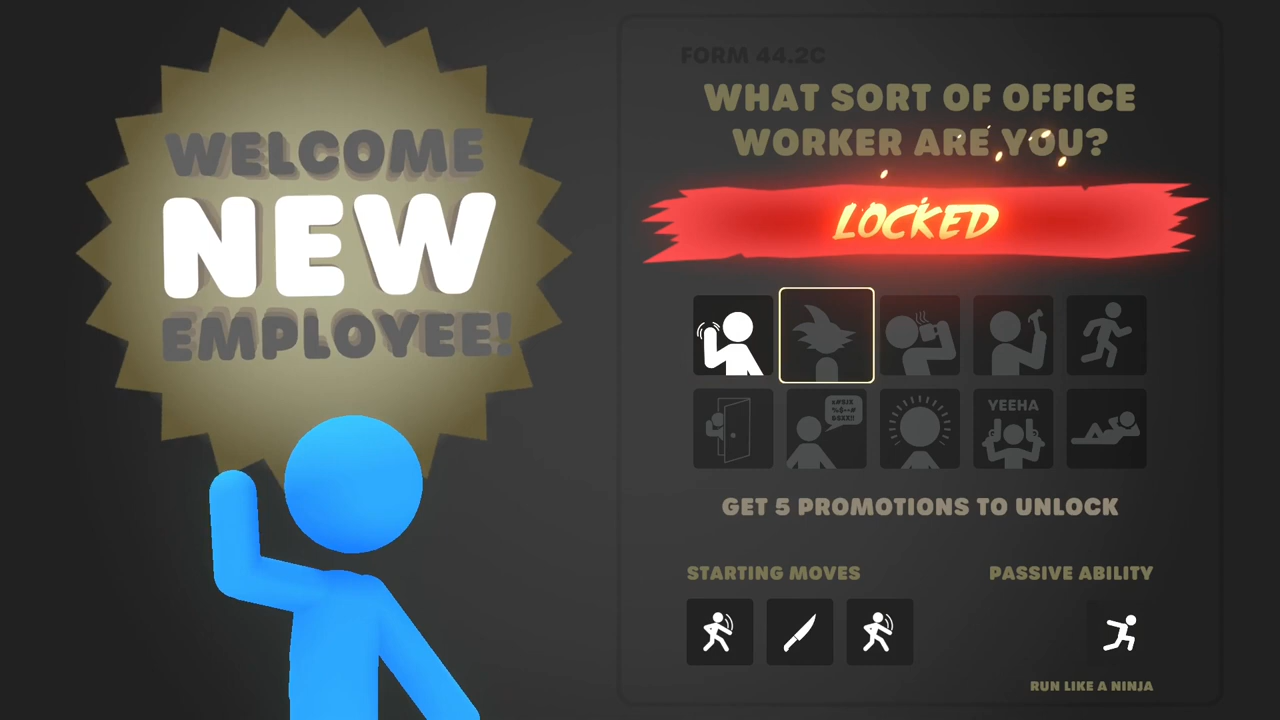 WELCOME
NEW
EMPLOYEE!
FORM 44.2C
WHAT SORT OF OFFICE
WORKER ARE YOU?
LOCKED
YEEHA
GET 5 PROMOTIONS TO UNLOCK
STARTING MOVES
PASSIVE ABILITY
RUN LIKE A NINJA